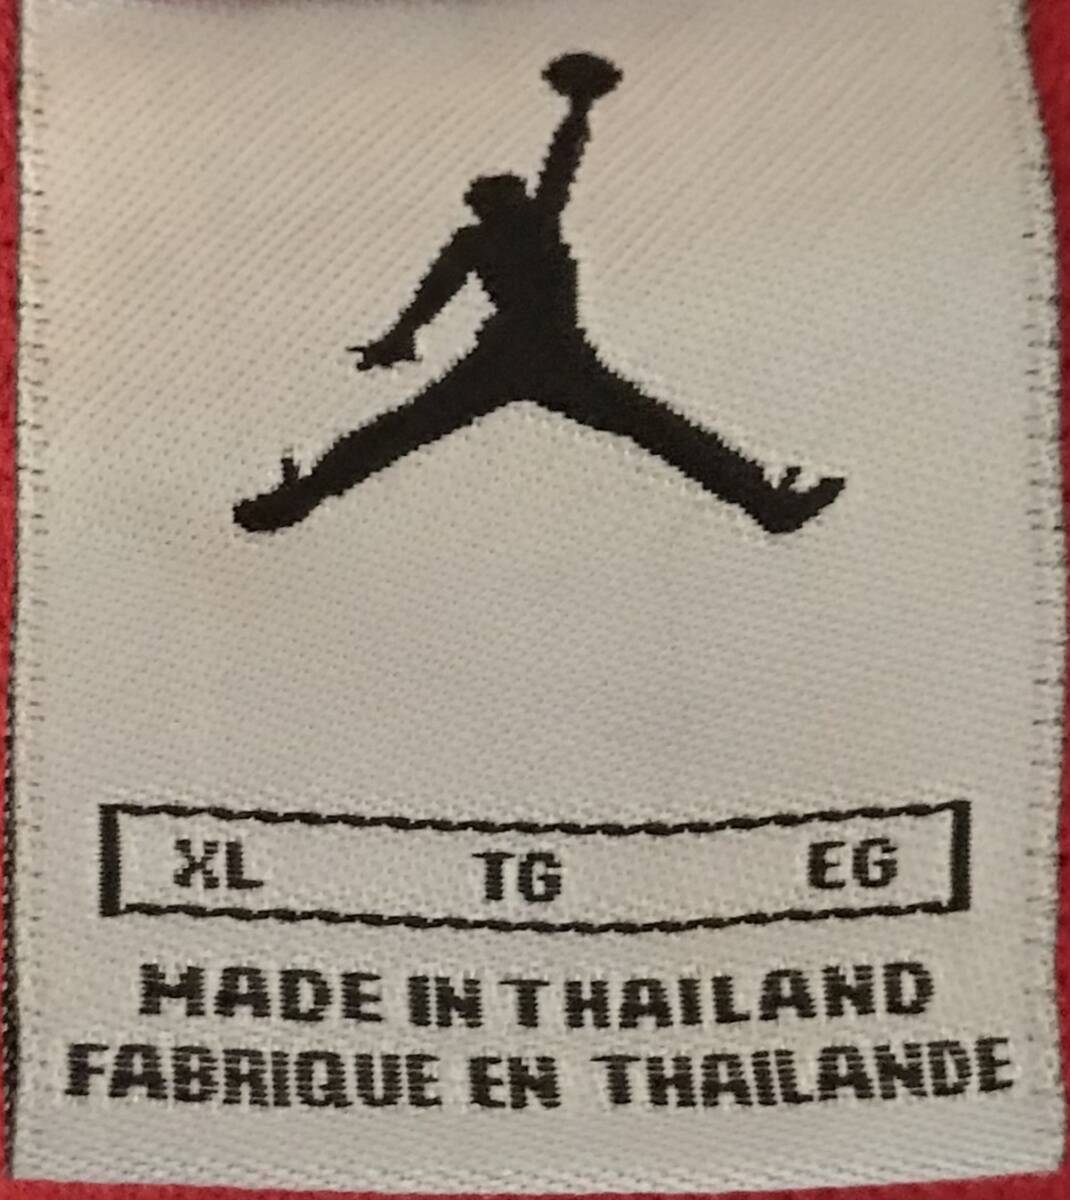 XL TG EG
MADE IN THAILAND
FABRIQUE EN THAILANDE